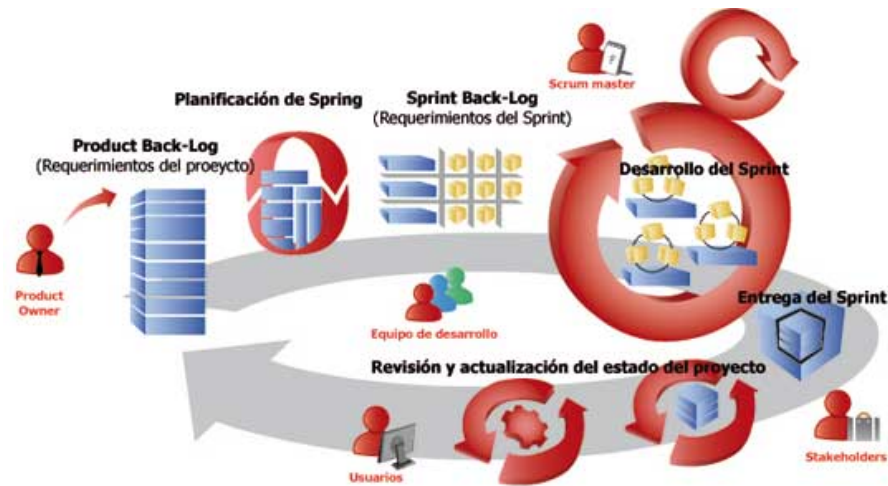 Scrum master
Planificación de Spring
Sprint Back-Log
(Requerimientos del Sprint)
Product Back-Log
(Requerimientos del proeycto)
Desarrollo del Sprint
Product
Owner
Entrega del Sprint
Equipo de desarrollo
Revisión y actualización del estado del proyecto
Usuarios
Stakeholders